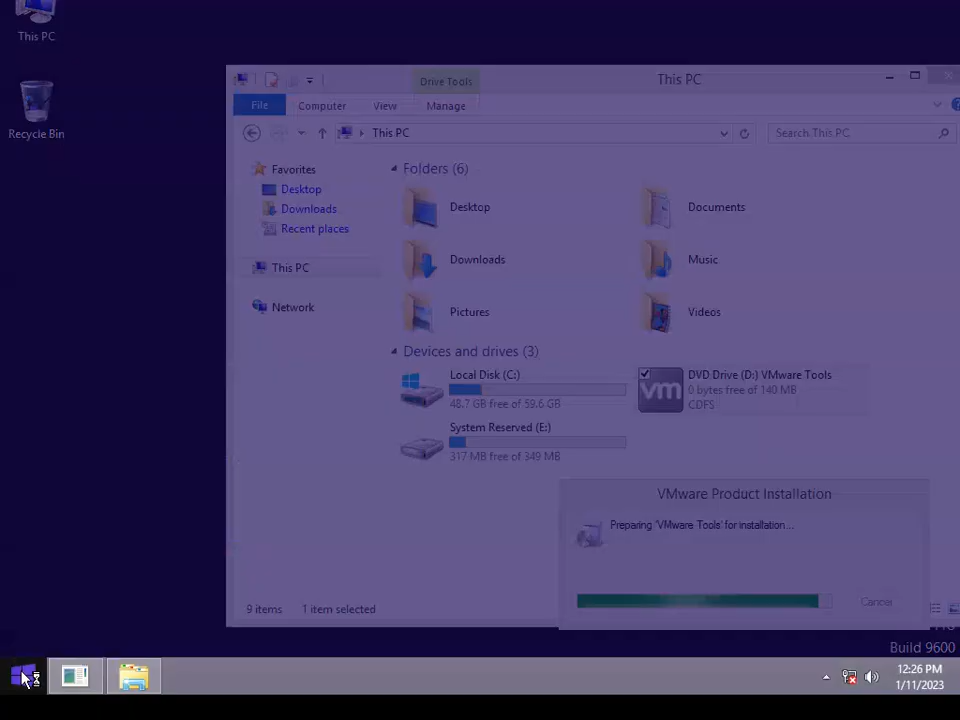 This PC
Recycle Bin
Drive Tools
This PC
File
Computer
View
Manage
This PC
Search This PC
Favorites
Desktop
Downloads
Recent places
This PC
Network
Folders (6)
Desktop
Documents
Downloads
Music
Pictures
Videos
Devices and drives (3)
Local Disk (C:)
48.7 GB free of 59.6 GB
DVD Drive (D:) VMware Tools
0 bytes free of 149 MB
CDFS
vm
System Reserved (E:)
317 MB free of 349 MB
VMware Product Installation
Preparing 'VMware Tools' for installation...
Cancel
9 items
1 item selected
Build 9600
12:26 PM
1/11/2023